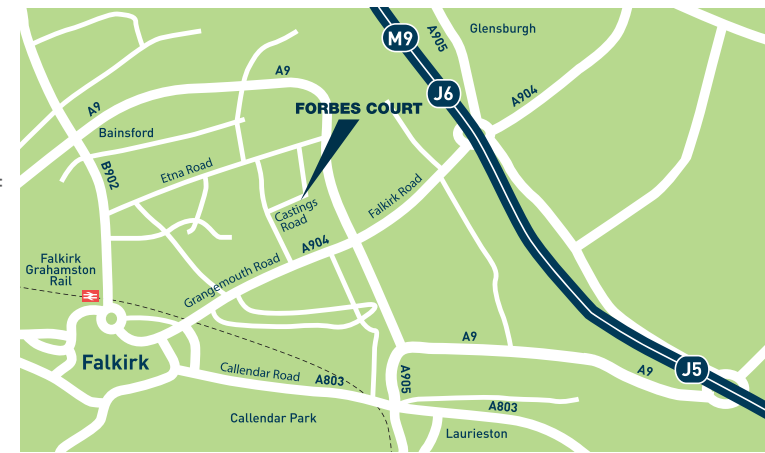 M9
A905
Glensburgh
A9
J6
A904
A9
FORBES COURT
Bainsford
B902
Etna Road
Castings
Road
Falkirk Road
A904
Falkirk
Grahamston
Rail
Grangemouth Road
A9
Falkirk
Callendar Road
A803
A905
A9
J5
A803
Callendar Park
Laurieston